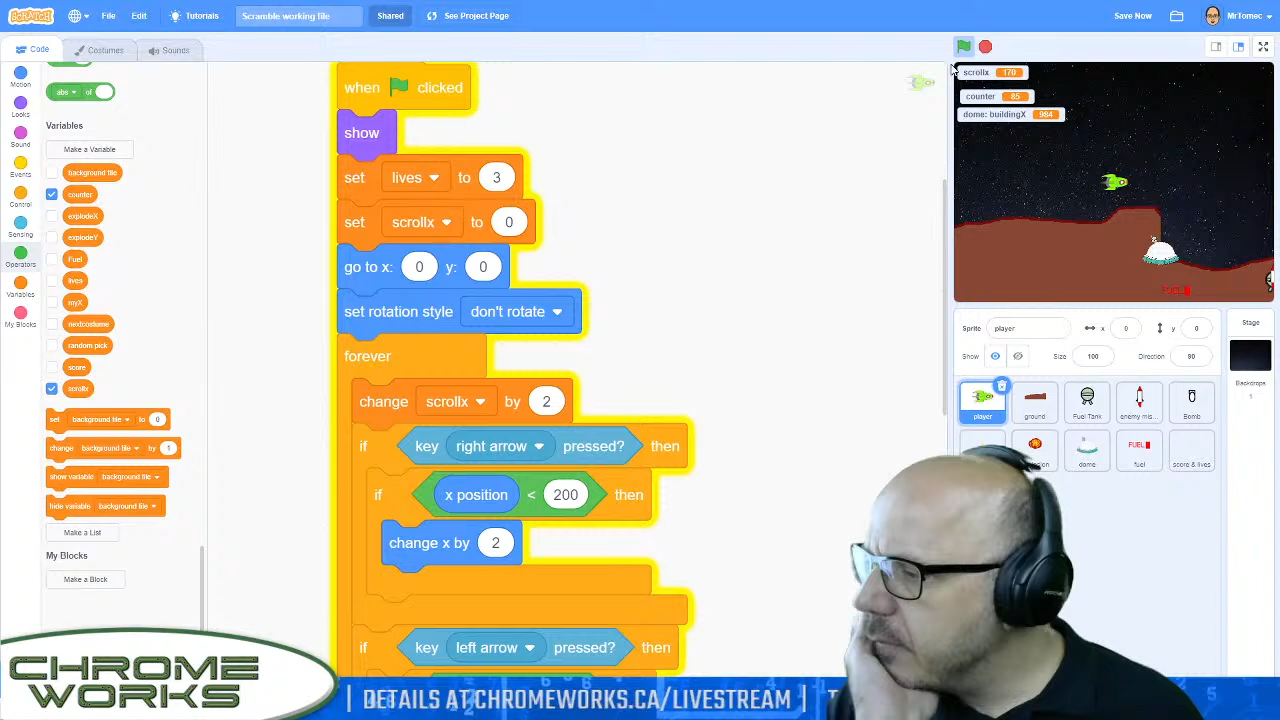 SCRATCH
File
Edit
Tutorials
Scramble working file
Shared
See Project Page
Save Now
MrTomec
Code
Costumes
Sounds
Motion
Looks
Sound
Events
Control
Sensing
Operators
Variables
My Blocks
abs of
Variables
Make a Variable
background tile
counter
explodeX
explodeY
Fuel
lives
myX
nextcostume
random pick
score
scrollx
set background tile to 0
change background tile by 1
show variable background tile
hide variable background tile
Make a List
My Blocks
Make a Block
when clicked
show
set lives to 3
set scrollx to 0
go to x: 0 y: 0
set rotation style don't rotate
forever
change scrollx by 2
if key right arrow pressed? then
if x position < 200 then
change x by 2
if key left arrow pressed? then
scrollx 170
counter 85
dome: buildingX 984
FUEL
Sprite player x 0 y 0
Show Size 100 Direction 90
Stage
Backdrops
1
player
ground
Fuel Tank
enemy mis...
Bomb
dome
FUEL
fuel
score & lives
CHROME
WORKS
| DETAILS AT CHROMEWORKS.CA/LIVESTREAM |